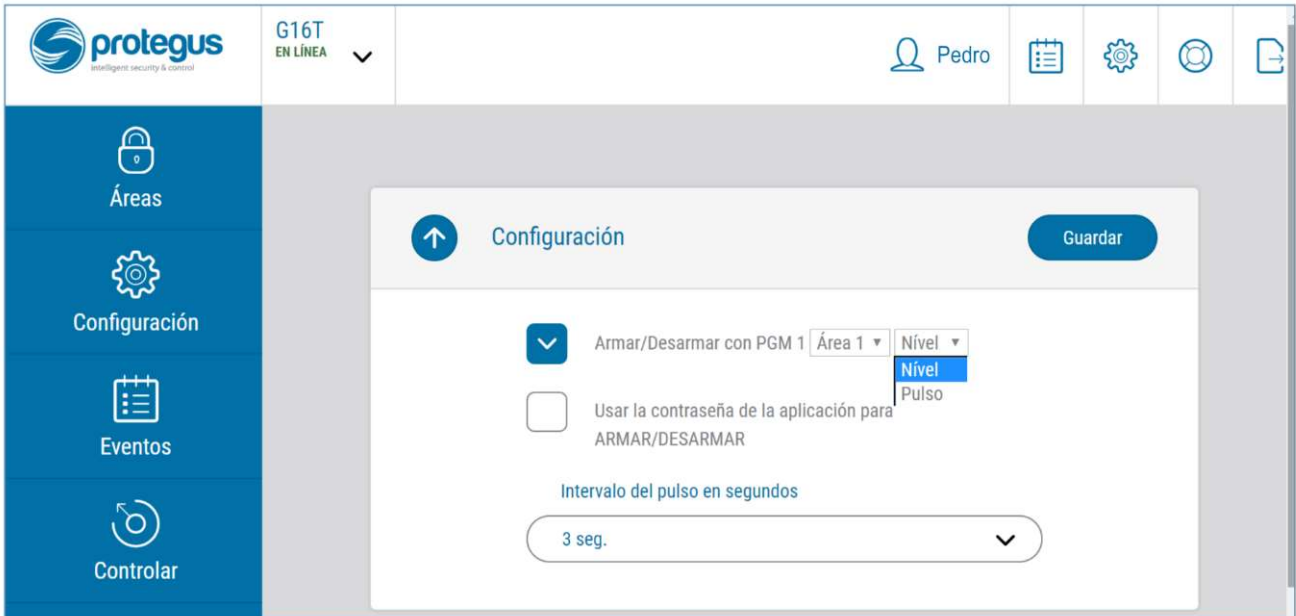 protegus
intelligent security & control
G16T
EN LÍNEA
Pedro
Áreas
Configuración
Eventos
Controlar
Configuración
Guardar
Armar/Desarmar con PGM 1 Área 1 Nível
Nível
Pulso
Usar la contraseña de la aplicación para
ARMAR/DESARMAR
Intervalo del pulso en segundos
3 seg.